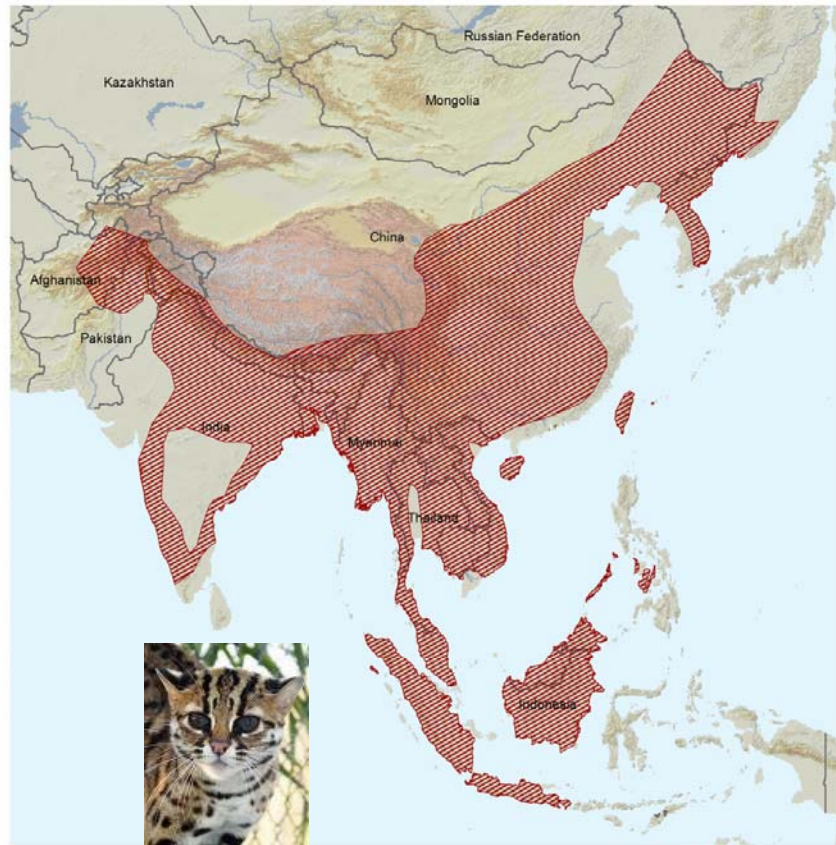 Russian Federation
Kazakhstan
Mongolia
China
Afghanistan
Pakistan
India
Myanmar
Thailand
Indonesia